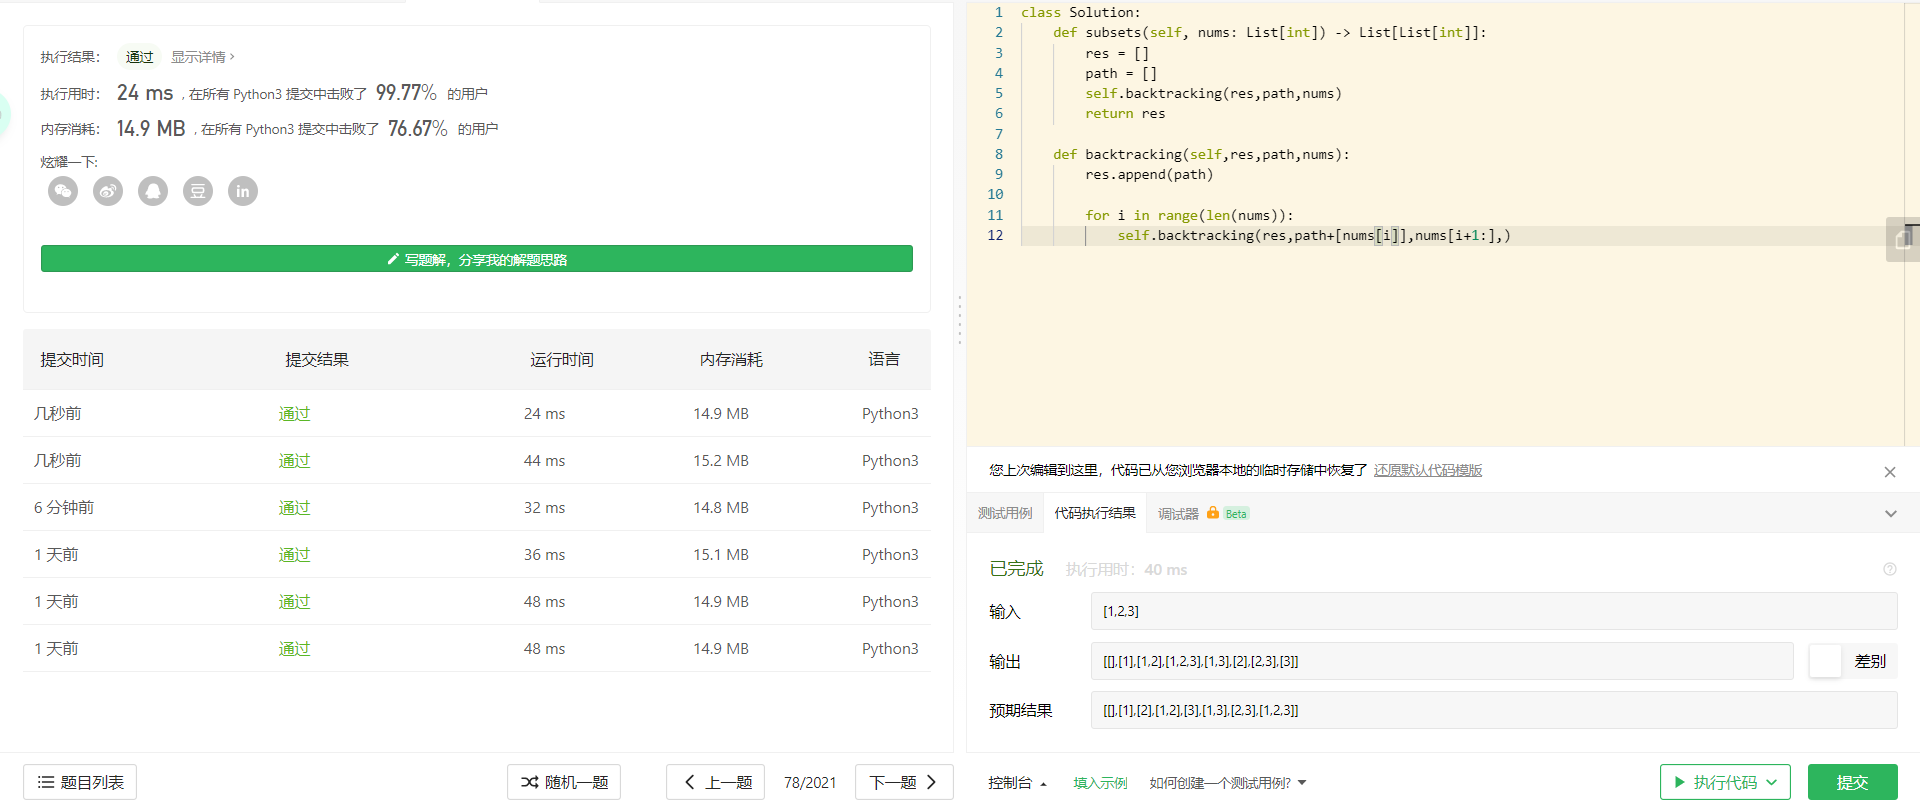 执行结果： 通过 显示详情 ›
执行用时： 24 ms , 在所有 Python3 提交中击败了 99.77% 的用户
内存消耗： 14.9 MB , 在所有 Python3 提交中击败了 76.67% 的用户
炫耀一下:
豆 in
写题解，分享我的解题思路
提交时间 提交结果 运行时间 内存消耗 语言
几秒前 通过 24 ms 14.9 MB Python3
几秒前 通过 44 ms 15.2 MB Python3
6 分钟前 通过 32 ms 14.8 MB Python3
1 天前 通过 36 ms 15.1 MB Python3
1 天前 通过 48 ms 14.9 MB Python3
1 天前 通过 48 ms 14.9 MB Python3
题目列表 随机一题 上一题 78/2021 下一题
1 class Solution:
2 def subsets(self, nums: List[int]) -> List[List[int]]:
3 res = []
4 path = []
5 self.backtracking(res,path,nums)
6 return res
7
8 def backtracking(self,res,path,nums):
9 res.append(path)
10
11 for i in range(len(nums)):
12 self.backtracking(res,path+[nums[i]],nums[i+1:],)
您上次编辑到这里，代码已从您浏览器本地的临时存储中恢复了 还原默认代码模版
测试用例 代码执行结果 调试器 Beta
已完成 执行用时：40 ms
输入 [1,2,3]
输出 [[],[1],[1,2],[1,2,3],[1,3],[2],[2,3],[3]] 差别
预期结果 [[],[1],[2],[1,2],[3],[1,3],[2,3],[1,2,3]]
控制台 填入示例 如何创建一个测试用例? 执行代码 提交